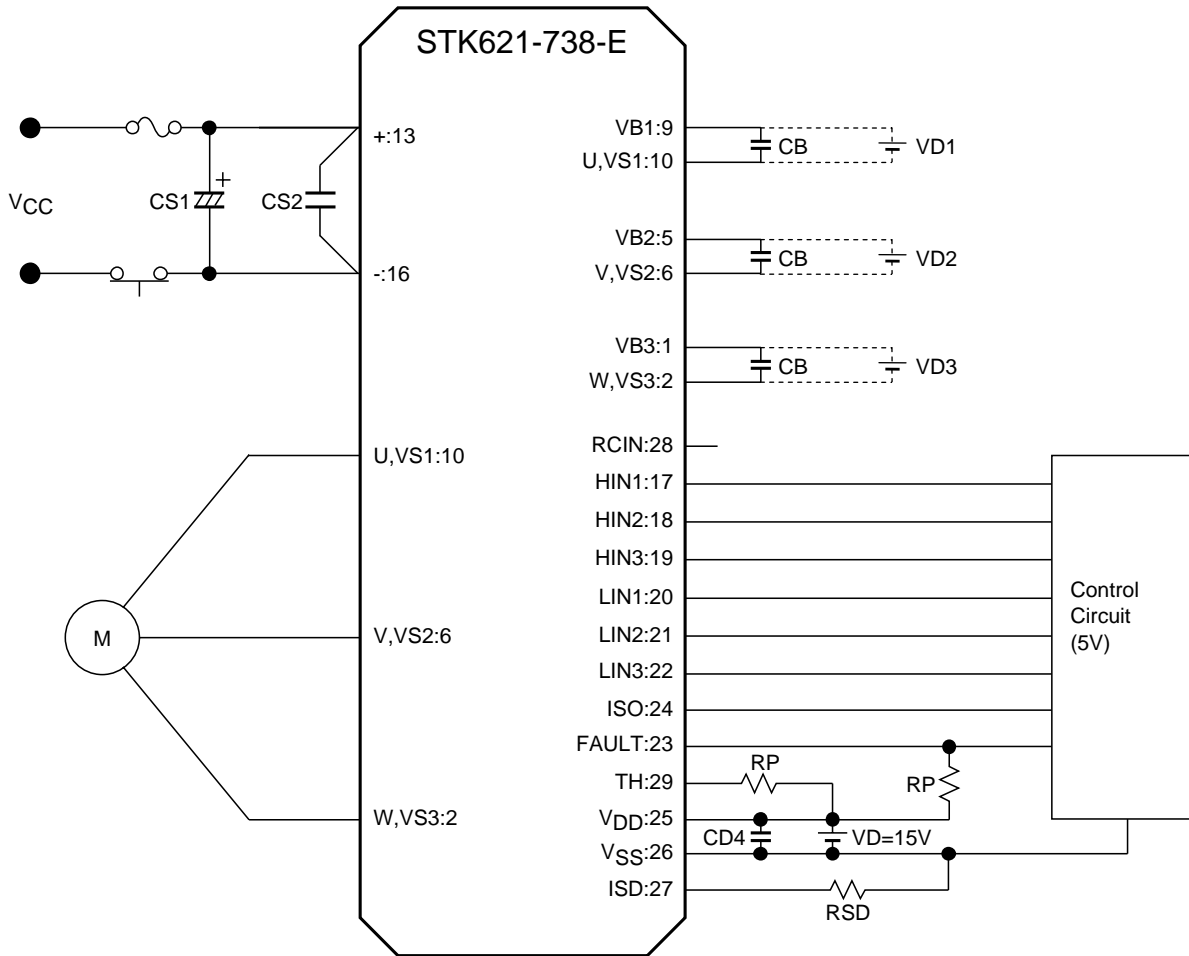 STK621-738-E
+:13
VB1:9
CB
VD1
U,VS1:10
VCC
CS1
+
CS2
VB2:5
CB
VD2
-:16
V,VS2:6
VB3:1
CB
VD3
W,VS3:2
RCIN:28
U,VS1:10
HIN1:17
HIN2:18
HIN3:19
LIN1:20
Control
Circuit
(5V)
M
V,VS2:6
LIN2:21
LIN3:22
ISO:24
FAULT:23
RP
TH:29
RP
W,VS3:2
VDD:25
CD4
VD=15V
VSS:26
ISD:27
RSD